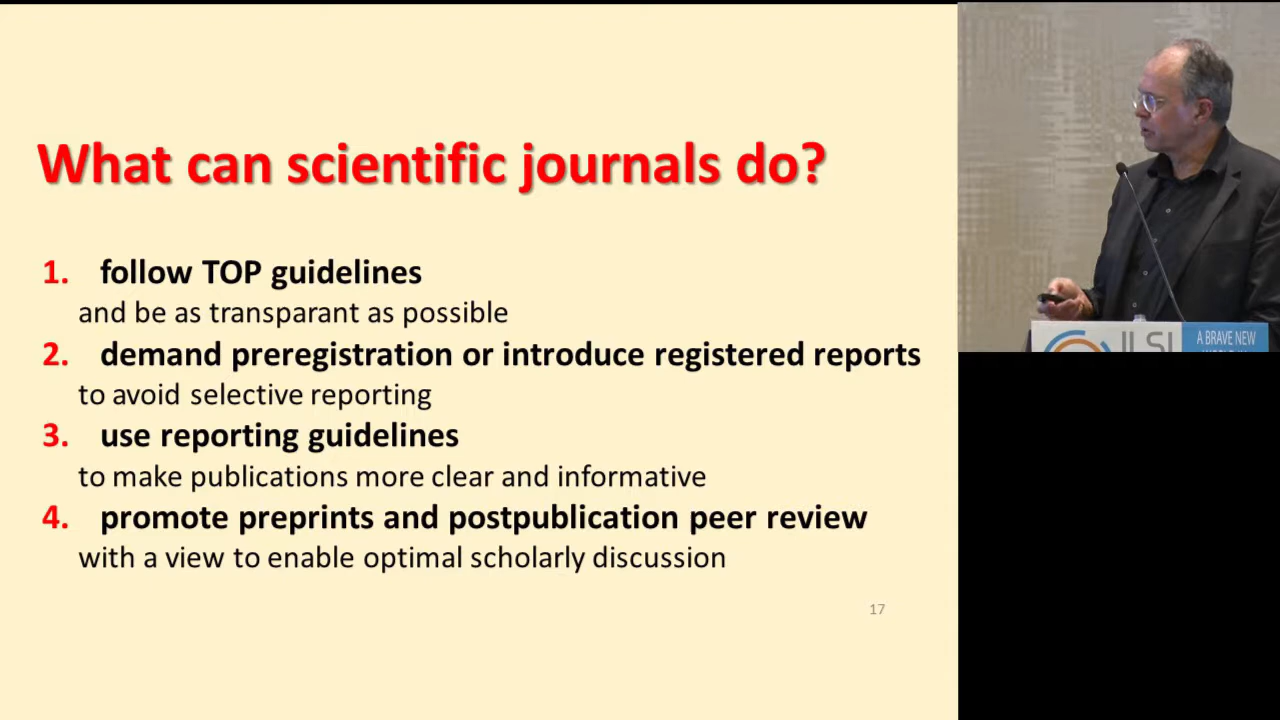 What can scientific journals do?
1. follow TOP guidelines
and be as transparant as possible
2. demand preregistration or introduce registered reports
to avoid selective reporting
3. use reporting guidelines
to make publications more clear and informative
4. promote preprints and postpublication peer review
with a view to enable optimal scholarly discussion
17
ILSI
A BRAVE NEW